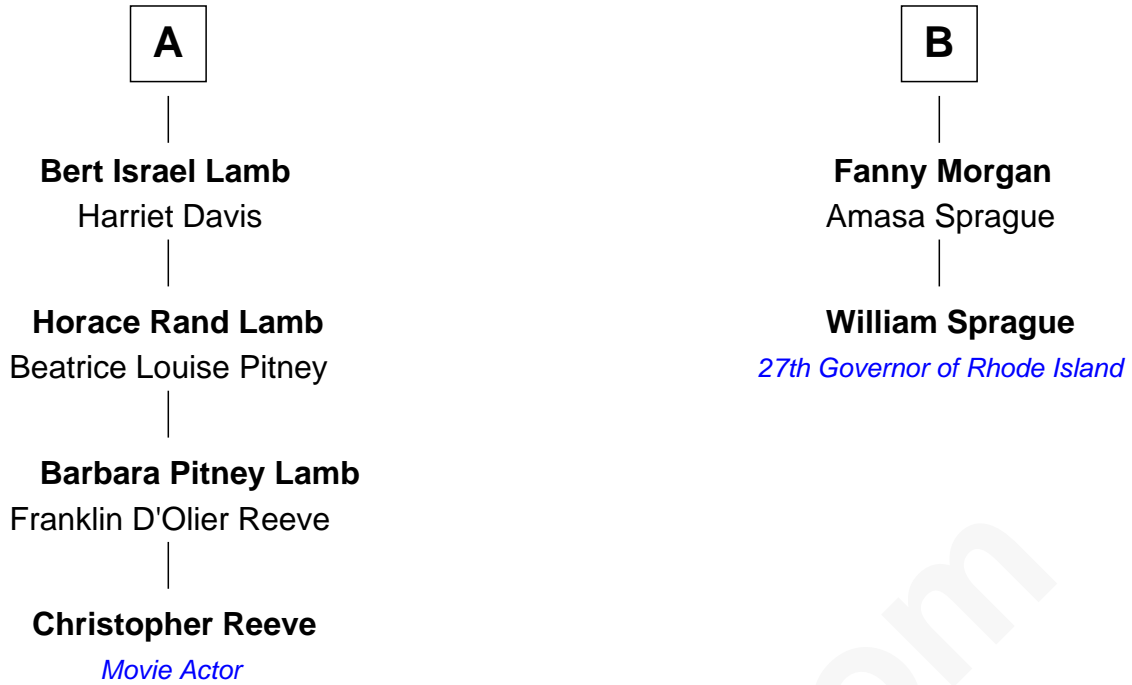 A
Bert Israel Lamb
Harriet Davis
Horace Rand Lamb
Beatrice Louise Pitney
Barbara Pitney Lamb
Franklin D'Olier Reeve
Christopher Reeve
Movie Actor
B
Fanny Morgan
Amasa Sprague
William Sprague
27th Governor of Rhode Island
om